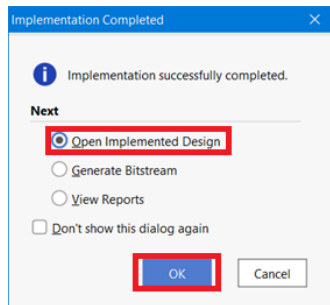 Implementation Completed
Implementation successfully completed.
Next
Open Implemented Design
Generate Bitstream
View Reports
Don't show this dialog again
OK
Cancel